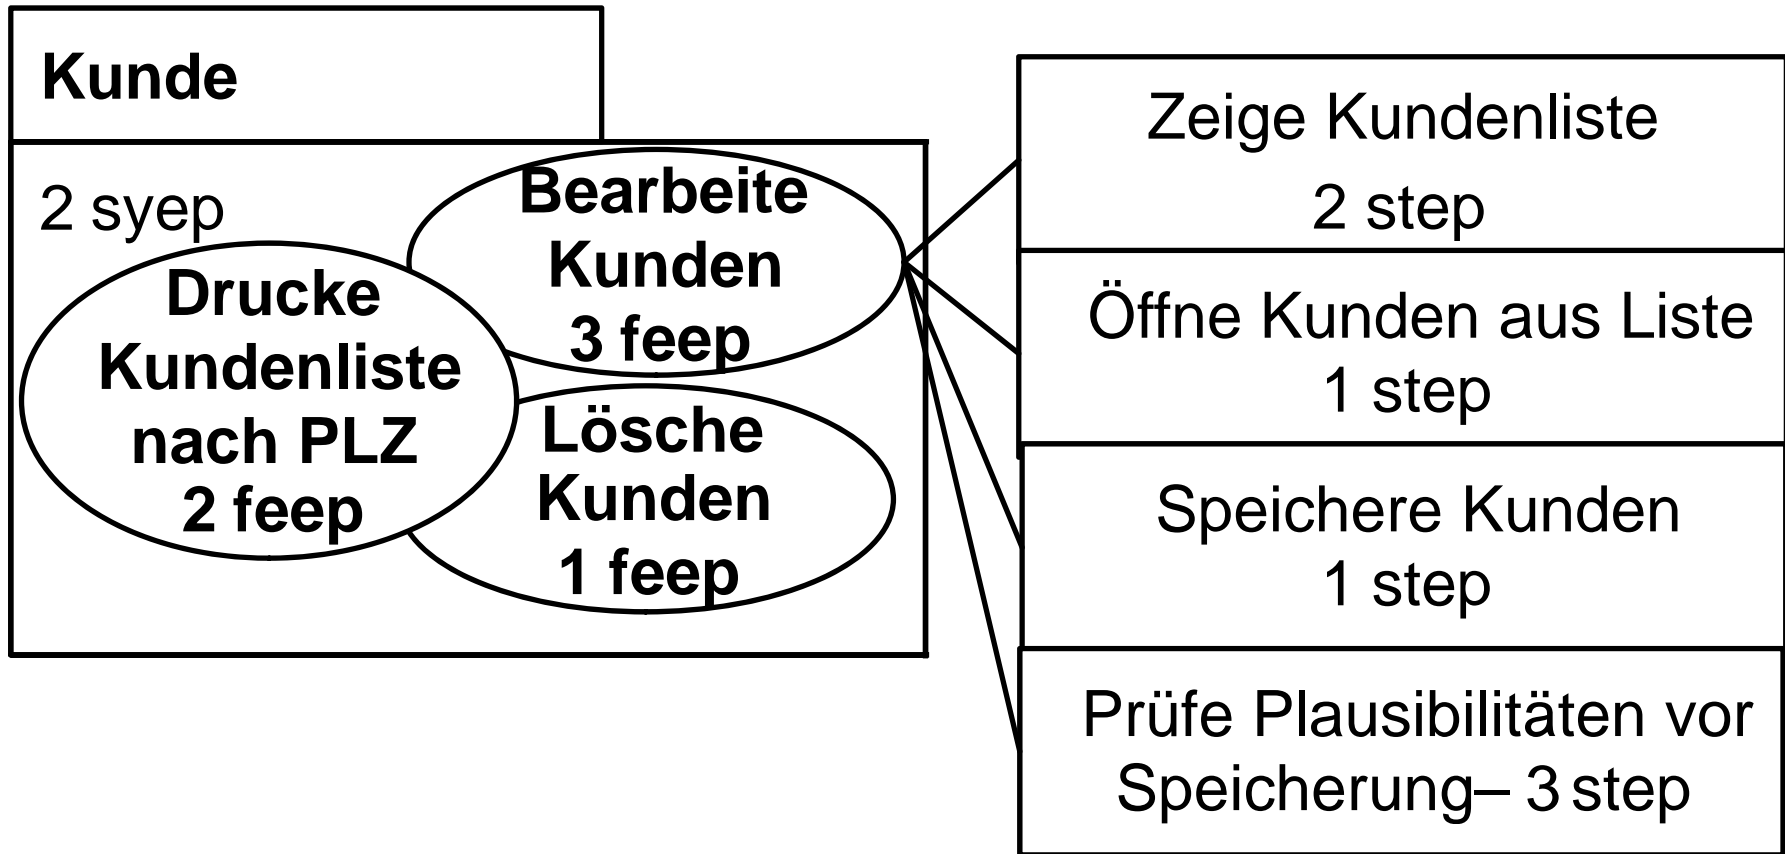 Kunde
2 syep
Bearbeite
Kunden
3 feep
Drucke
Kundenliste
nach PLZ
2 feep
Lösche
Kunden
1 feep
Zeige Kundenliste
2 step
Öffne Kunden aus Liste
1 step
Speichere Kunden
1 step
Prüfe Plausibilitäten vor
Speicherung– 3 step